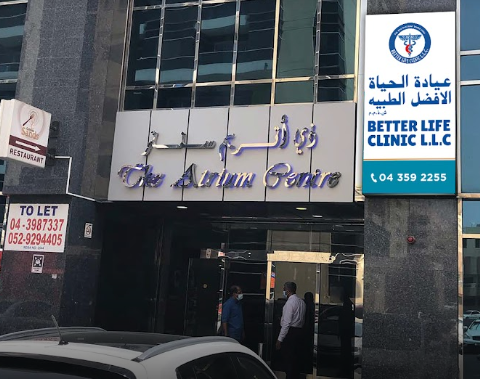 عيادة الحياة
الافضل الطبيه
ش.ذ.م.م
BETTER LIFE
CLINIC L.L.C
04 359 2255
ذي أتريم سنتر
The Atrium Centre
RESTAURANT
TO LET
04-3987337
052-9294405